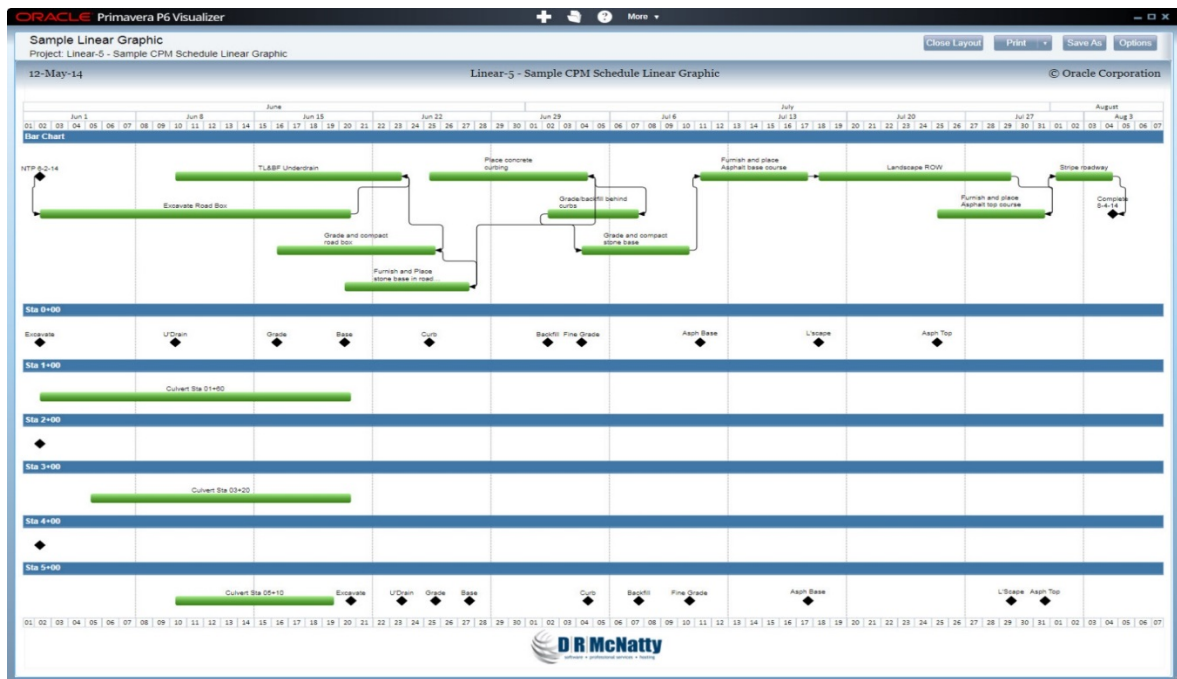 ORACLE Primavera P6 Visualizer
More
Sample Linear Graphic
Project: Linear-5 - Sample CPM Schedule Linear Graphic
Close Layout Print Save As Options
12-May-14 Linear-5 - Sample CPM Schedule Linear Graphic © Oracle Corporation
June July August
Jun 1 Jun 8 Jun 15 Jun 22 Jun 29 Jul 6 Jul 13 Jul 20 Jul 27 Aug 3
01 02 03 04 05 06 07 08 09 10 11 12 13 14 15 16 17 18 19 20 21 22 23 24 25 26 27 28 29 30 01 02 03 04 05 06 07 08 09 10 11 12 13 14 15 16 17 18 19 20 21 22 23 24 25 26 27 28 29 30 31 01 02 03 04 05 06 07
Bar Chart
NTP 6-2-14
TL&BF Underdrain
Place concrete
curbing
Furnish and place
Asphalt base course
Landscape ROW
Stripe roadway
Excavate Road Box
Grade/backfill behind
curbs
Furnish and place
Asphalt top course
Complete
8-4-14
Grade and compact
road box
Grade and compact
stone base
Furnish and Place
stone base in road...
Sta 0+00
Excavate U'Drain Grade Base Curb Backfill Fine Grade Asph Base L'scape Asph Top
Sta 1+00
Culvert Sta 01+60
Sta 2+00
Sta 3+00
Culvert Sta 03+20
Sta 4+00
Sta 5+00
Culvert Sta 05+10 Excavate U'Drain Grade Base Curb Backfill Fine Grade Asph Base L'Scape Asph Top
01 02 03 04 05 06 07 08 09 10 11 12 13 14 15 16 17 18 19 20 21 22 23 24 25 26 27 28 29 30 01 02 03 04 05 06 07 08 09 10 11 12 13 14 15 16 17 18 19 20 21 22 23 24 25 26 27 28 29 30 31 01 02 03 04 05 06 07
D|R|McNatty
software • professional services • hosting